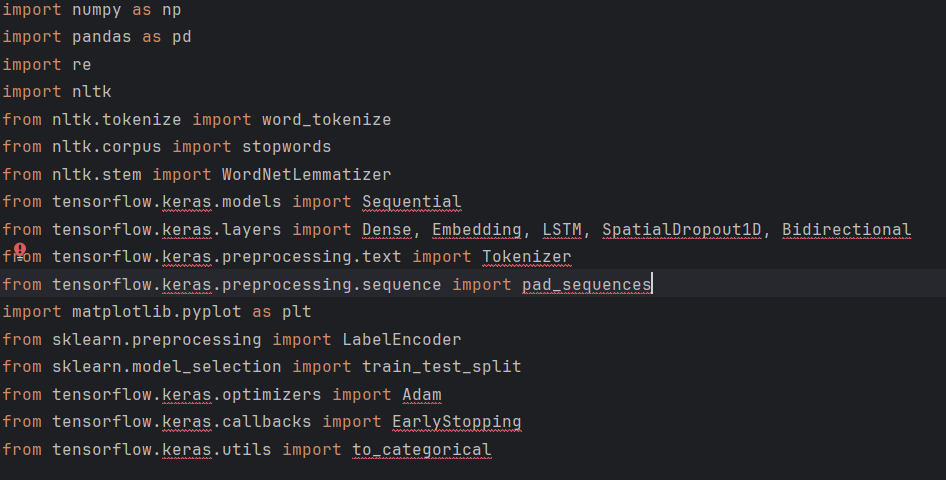 import numpy as np
import pandas as pd
import re
import nltk
from nltk.tokenize import word_tokenize
from nltk.corpus import stopwords
from nltk.stem import WordNetLemmatizer
from tensorflow.keras.models import Sequential
from tensorflow.keras.layers import Dense, Embedding, LSTM, SpatialDropout1D, Bidirectional
from tensorflow.keras.preprocessing.text import Tokenizer
from tensorflow.keras.preprocessing.sequence import pad_sequences
import matplotlib.pyplot as plt
from sklearn.preprocessing import LabelEncoder
from sklearn.model_selection import train_test_split
from tensorflow.keras.optimizers import Adam
from tensorflow.keras.callbacks import EarlyStopping
from tensorflow.keras.utils import to_categorical